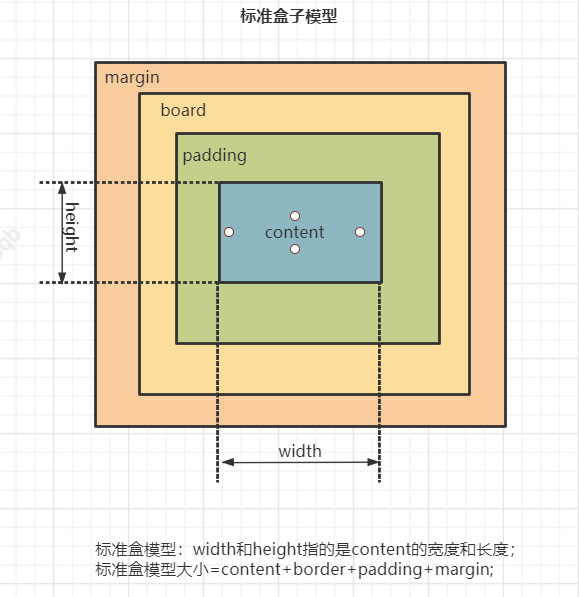 标准盒子模型
margin
board
padding
content
height
width
标准盒模型：width和height指的是content的宽度和长度；
标准盒模型大小=content+border+padding+margin;